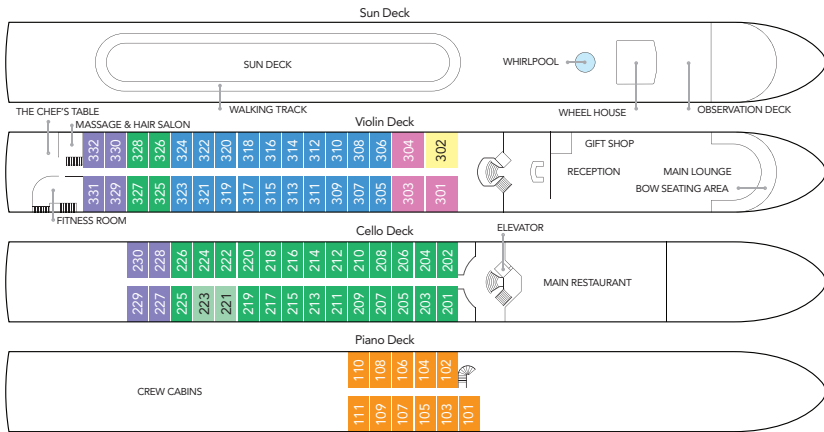 Sun Deck
SUN DECK
WHIRLPOOL
THE CHEF'S TABLE
WALKING TRACK
WHEEL HOUSE
OBSERVATION DECK
MASSAGE & HAIR SALON
Violin Deck
332 330 328 326 324 322 320 318 316 314 312 310 308 306 304 302
GIFT SHOP
RECEPTION
MAIN LOUNGE
BOW SEATING AREA
331 329 327 325 323 321 319 317 315 313 311 309 307 305 303 301
FITNESS ROOM
Cello Deck
ELEVATOR
230 228 226 224 222 220 218 216 214 212 210 208 206 204 202
MAIN RESTAURANT
229 227 225 223 221 219 217 215 213 211 209 207 205 203 201
Piano Deck
110 108 106 104 102
CREW CABINS
111 109 107 105 103 101